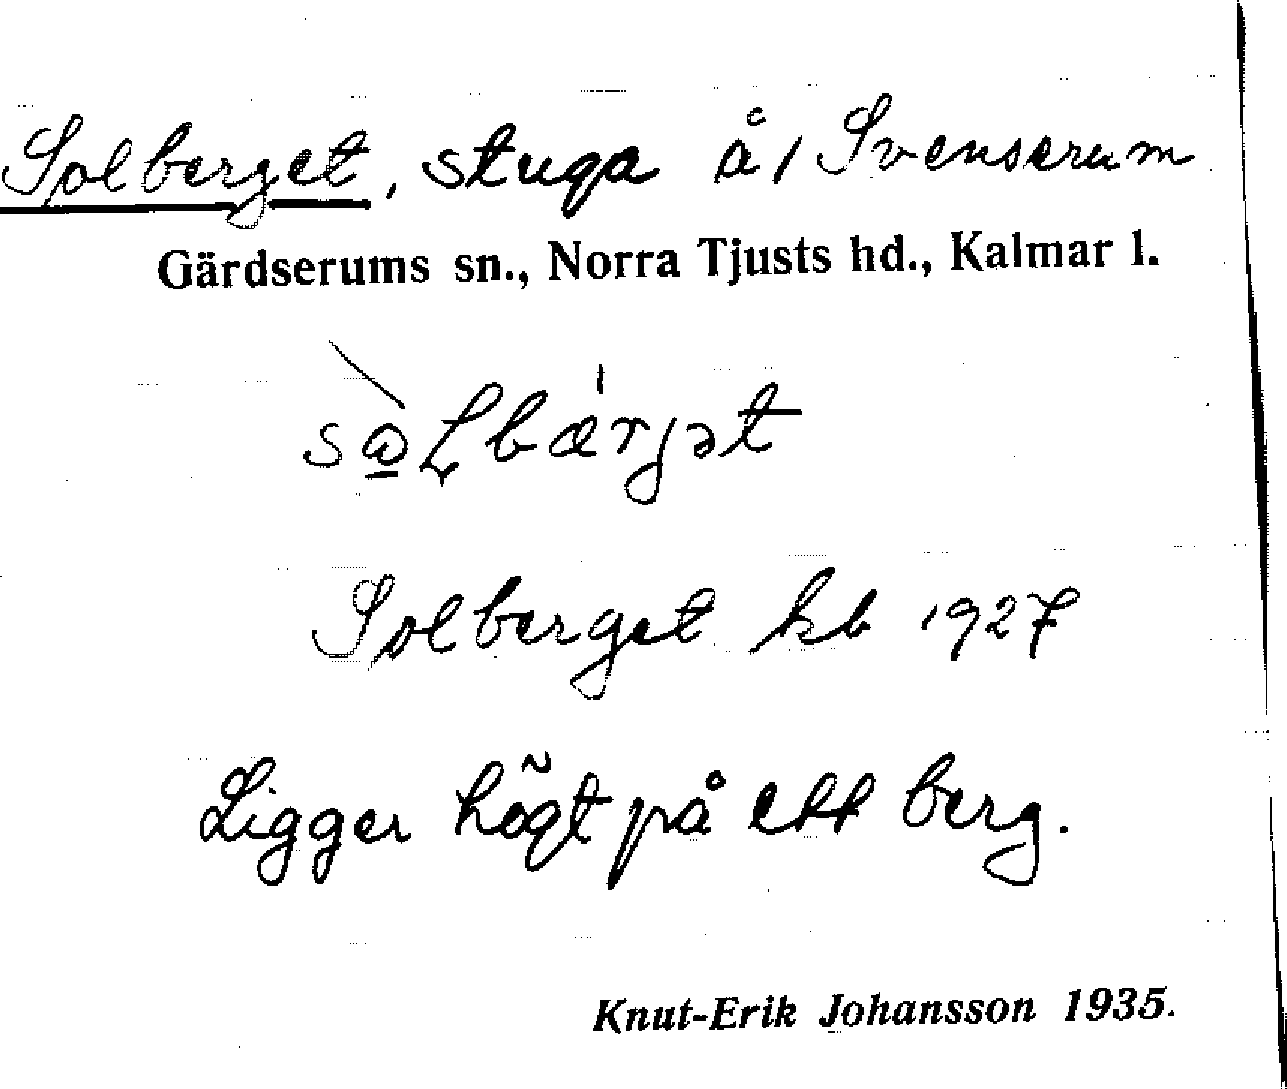 Solberget, stuga å/ Svenserum
Gärdserums sn., Norra Tjusts hd., Kalmar l.
Solberget kb 1927
Ligger högt på ett berg.
Knut-Erik Johansson 1935.